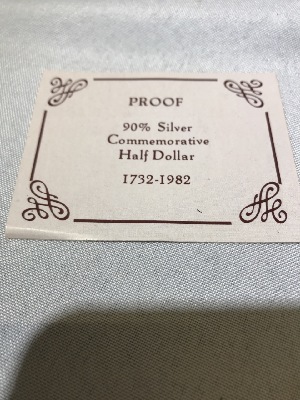 PROOF
90% Silver
Commemorative
Half Dollar
1732-1982